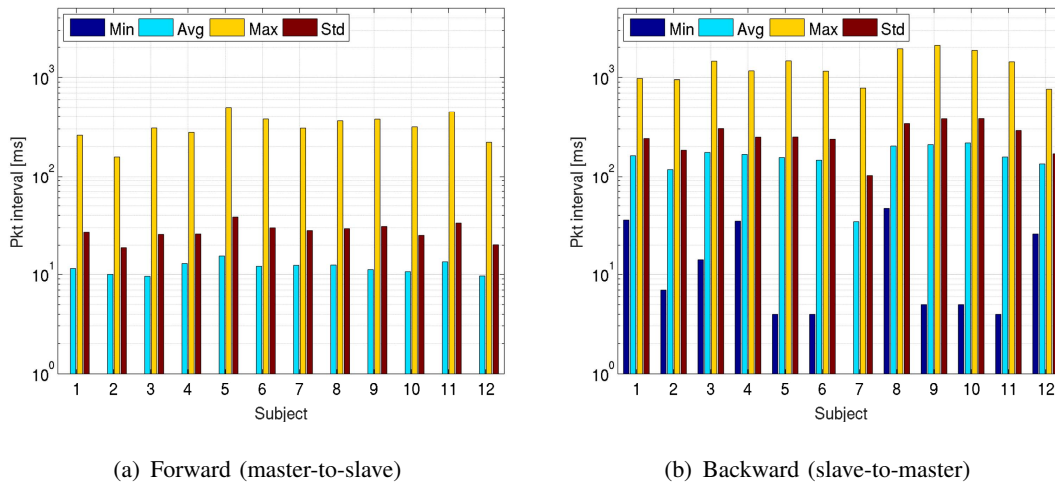 Min Avg Max Std
Pkt interval [ms]
10^3
10^2
10^1
10^0
1 2 3 4 5 6 7 8 9 10 11 12
Subject
(a) Forward (master-to-slave)
Min Avg Max Std
Pkt interval [ms]
10^3
10^2
10^1
10^0
1 2 3 4 5 6 7 8 9 10 11 12
Subject
(b) Backward (slave-to-master)